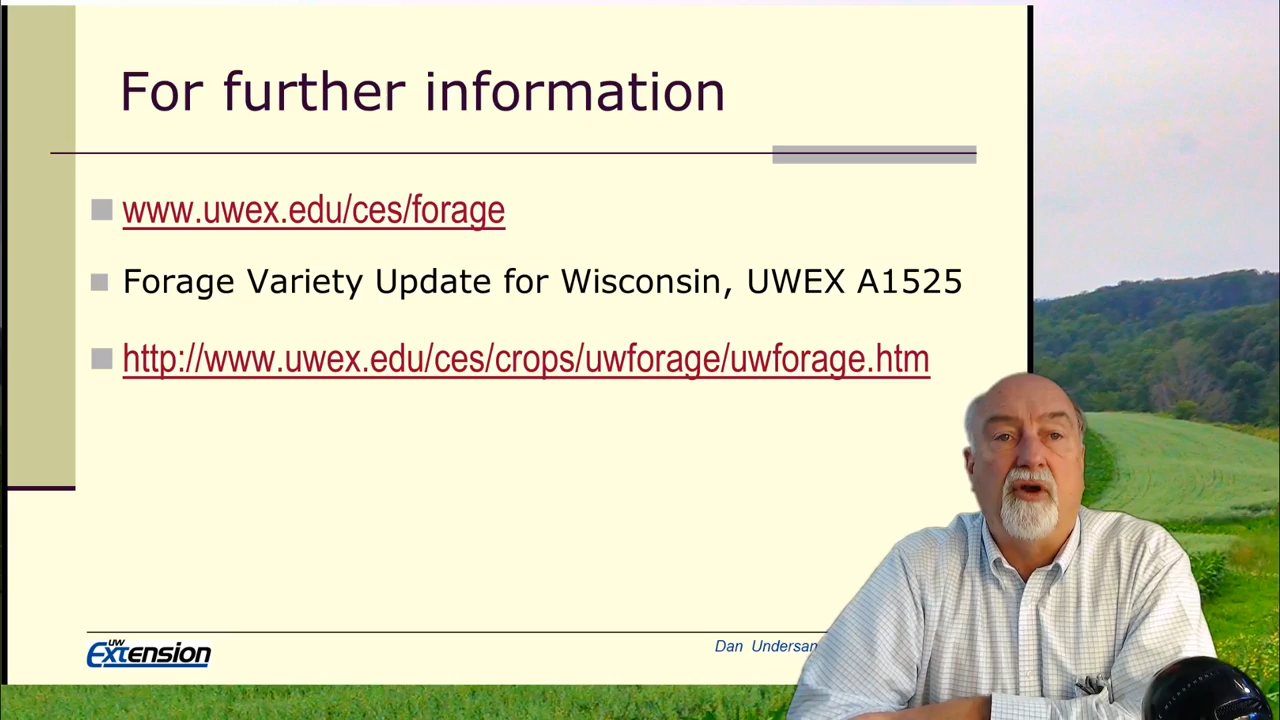 For further information
www.uwex.edu/ces/forage
Forage Variety Update for Wisconsin, UWEX A1525
http://www.uwex.edu/ces/crops/uwforage/uwforage.htm
UW
Extension
Dan